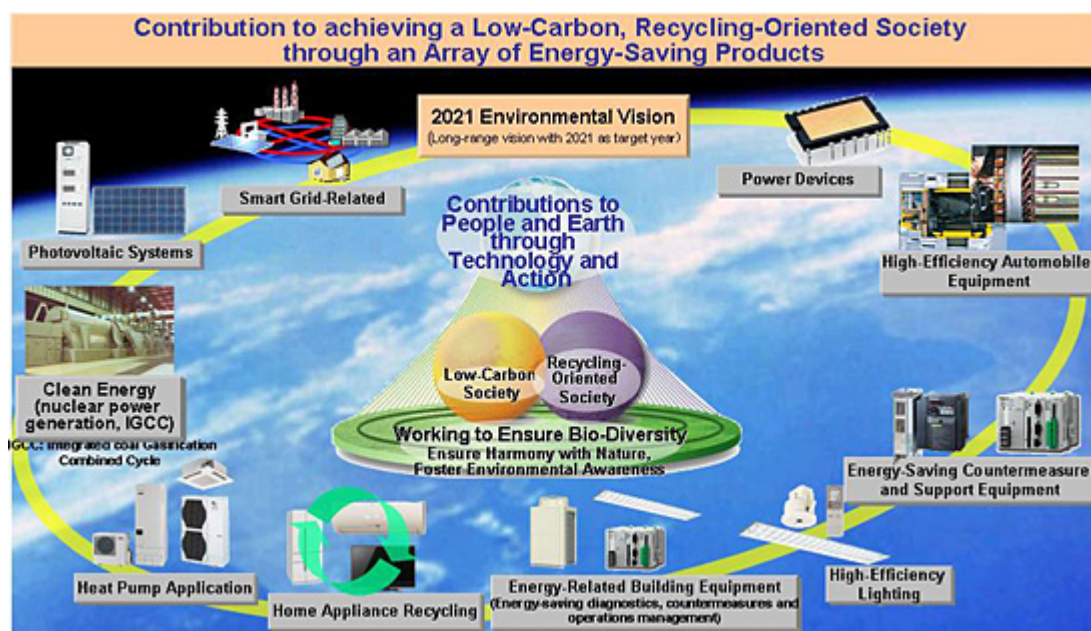 Contribution to achieving a Low-Carbon, Recycling-Oriented Society
through an Array of Energy-Saving Products
2021 Environmental Vision
(Long-range vision with 2021 as target year)
Smart Grid-Related
Power Devices
Photovoltaic Systems
High-Efficiency Automobile
Equipment
Contributions to
People and Earth
through
Technology and
Action
Clean Energy
(nuclear power
generation, IGCC)
IGCC: Integrated coal Gasification
Combined Cycle
Low-Carbon
Society
Recycling-
Oriented
Society
Working to Ensure Bio-Diversity
Ensure Harmony with Nature,
Foster Environmental Awareness
Energy-Saving Countermeasure
and Support Equipment
Heat Pump Application
Home Appliance Recycling
Energy-Related Building Equipment
(Energy-saving diagnostics, countermeasures and
operations management)
High-Efficiency
Lighting